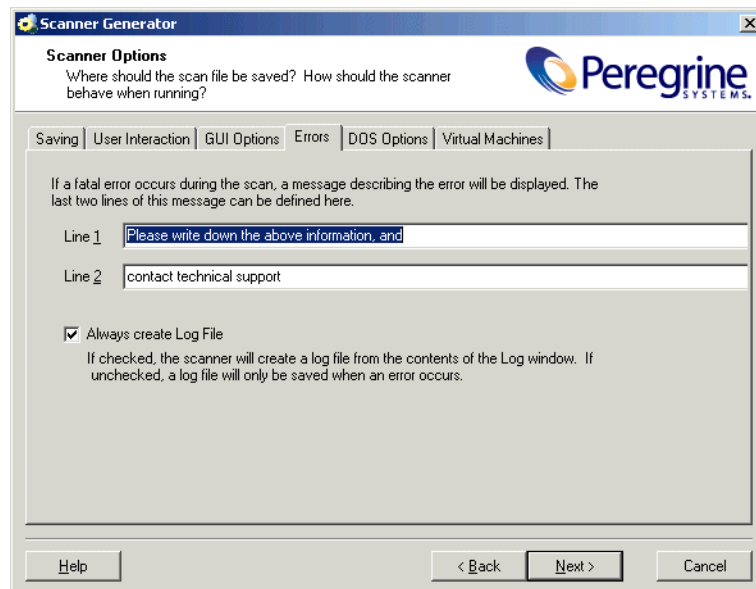 Scanner Generator
Scanner Options
Where should the scan file be saved? How should the scanner
behave when running?
Peregrine
SYSTEMS.
Saving
User Interaction
GUI Options
Errors
DOS Options
Virtual Machines
If a fatal error occurs during the scan, a message describing the error will be displayed. The
last two lines of this message can be defined here.
Line 1
Please write down the above information, and
Line 2
contact technical support
Always create Log File
If checked, the scanner will create a log file from the contents of the Log window. If
unchecked, a log file will only be saved when an error occurs.
Help
< Back
Next >
Cancel